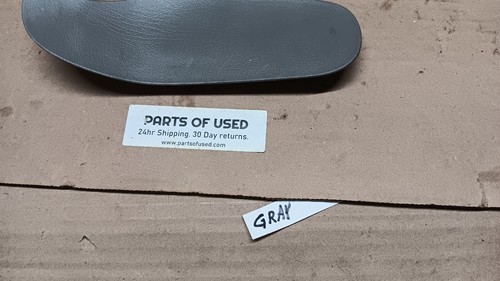 PARTS OF USED
24hr Shipping. 30 Day returns.
www.partsofused.com
GRAY